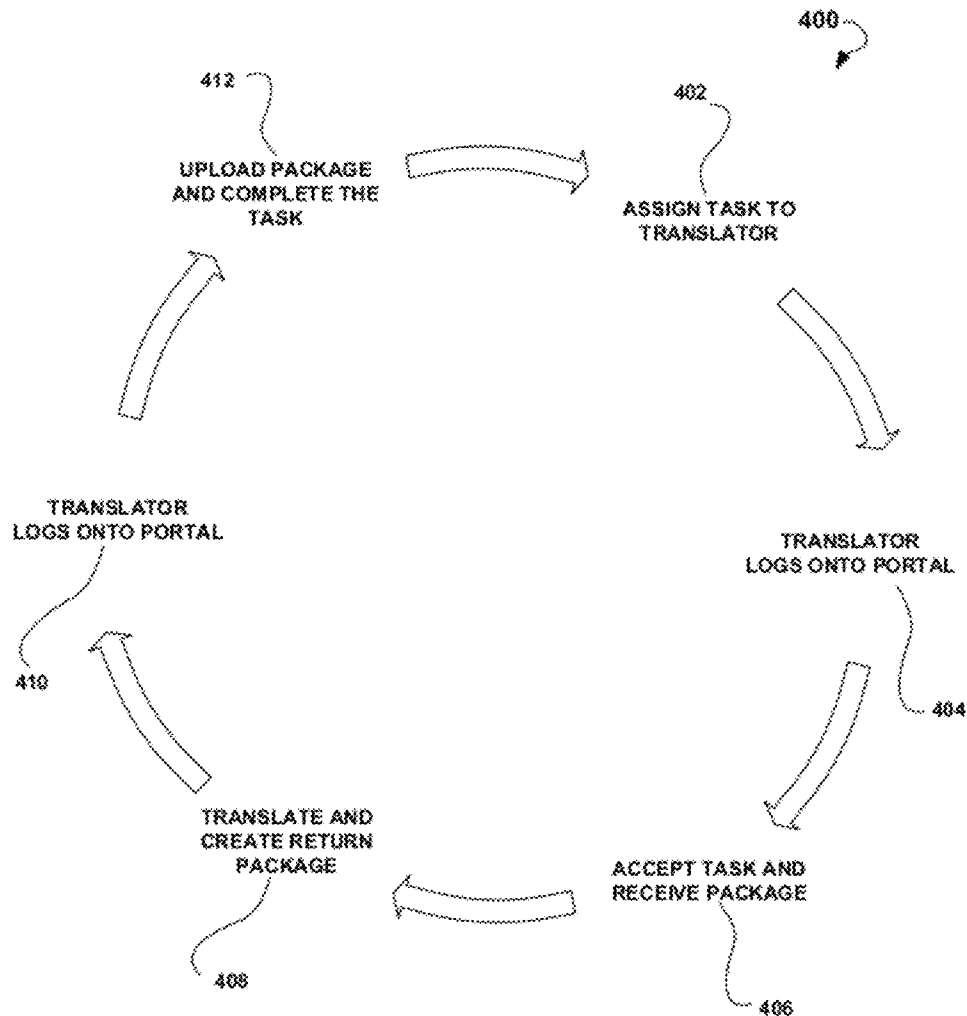 400
412
402
UPLOAD PACKAGE
AND COMPLETE THE
TASK
ASSIGN TASK TO
TRANSLATOR
TRANSLATOR
LOGS ONTO PORTAL
TRANSLATOR
LOGS ONTO PORTAL
410
404
TRANSLATE AND
CREATE RETURN
PACKAGE
ACCEPT TASK AND
RECEIVE PACKAGE
408
406